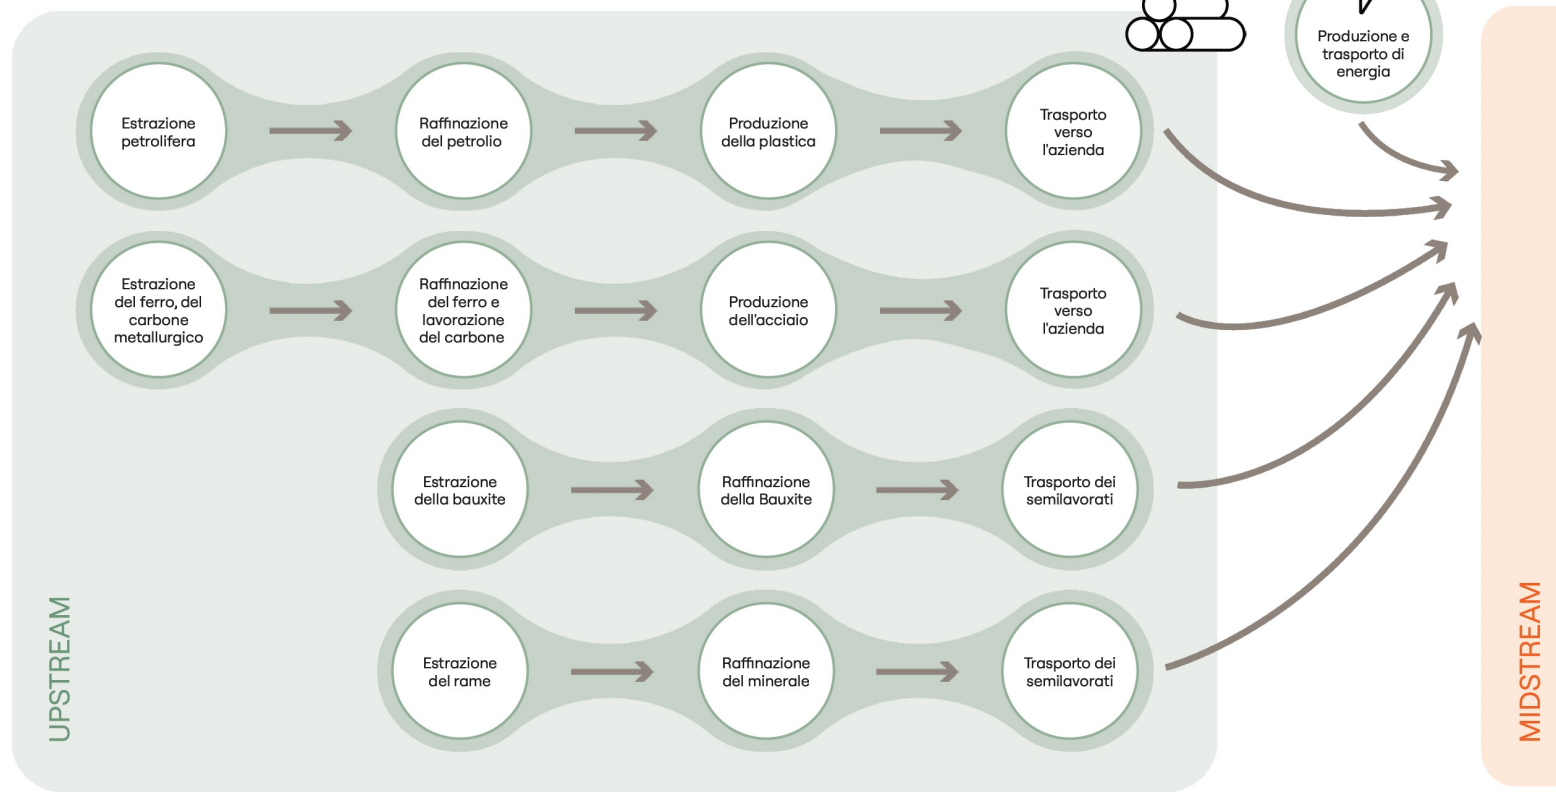 Produzione e
trasporto di
energia
Estrazione
petrolifera
Raffinazione
del petrolio
Produzione
della plastica
Trasporto
verso
l'azienda
Estrazione
del ferro, del
carbone
metallurgico
Raffinazione
del ferro e
lavorazione
del carbone
Produzione
dell'acciaio
Trasporto
verso
l'azienda
Estrazione
della bauxite
Raffinazione
della Bauxite
Trasporto dei
semilavorati
Estrazione
del rame
Raffinazione
del minerale
Trasporto dei
semilavorati
UPSTREAM
MIDSTREAM